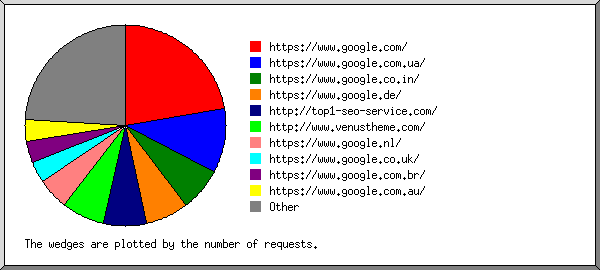 https://www.google.com/
https://www.google.com.ua/
https://www.google.co.in/
https://www.google.de/
http://top1-seo-service.com/
http://www.venustheme.com/
https://www.google.nl/
https://www.google.co.uk/
https://www.google.com.br/
https://www.google.com.au/
Other
The wedges are plotted by the number of requests.